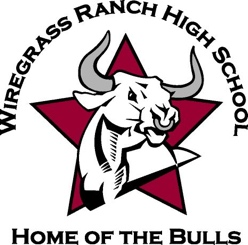 WIREGRASS RANCH HIGH SCHOOL
HOME OF THE BULLS